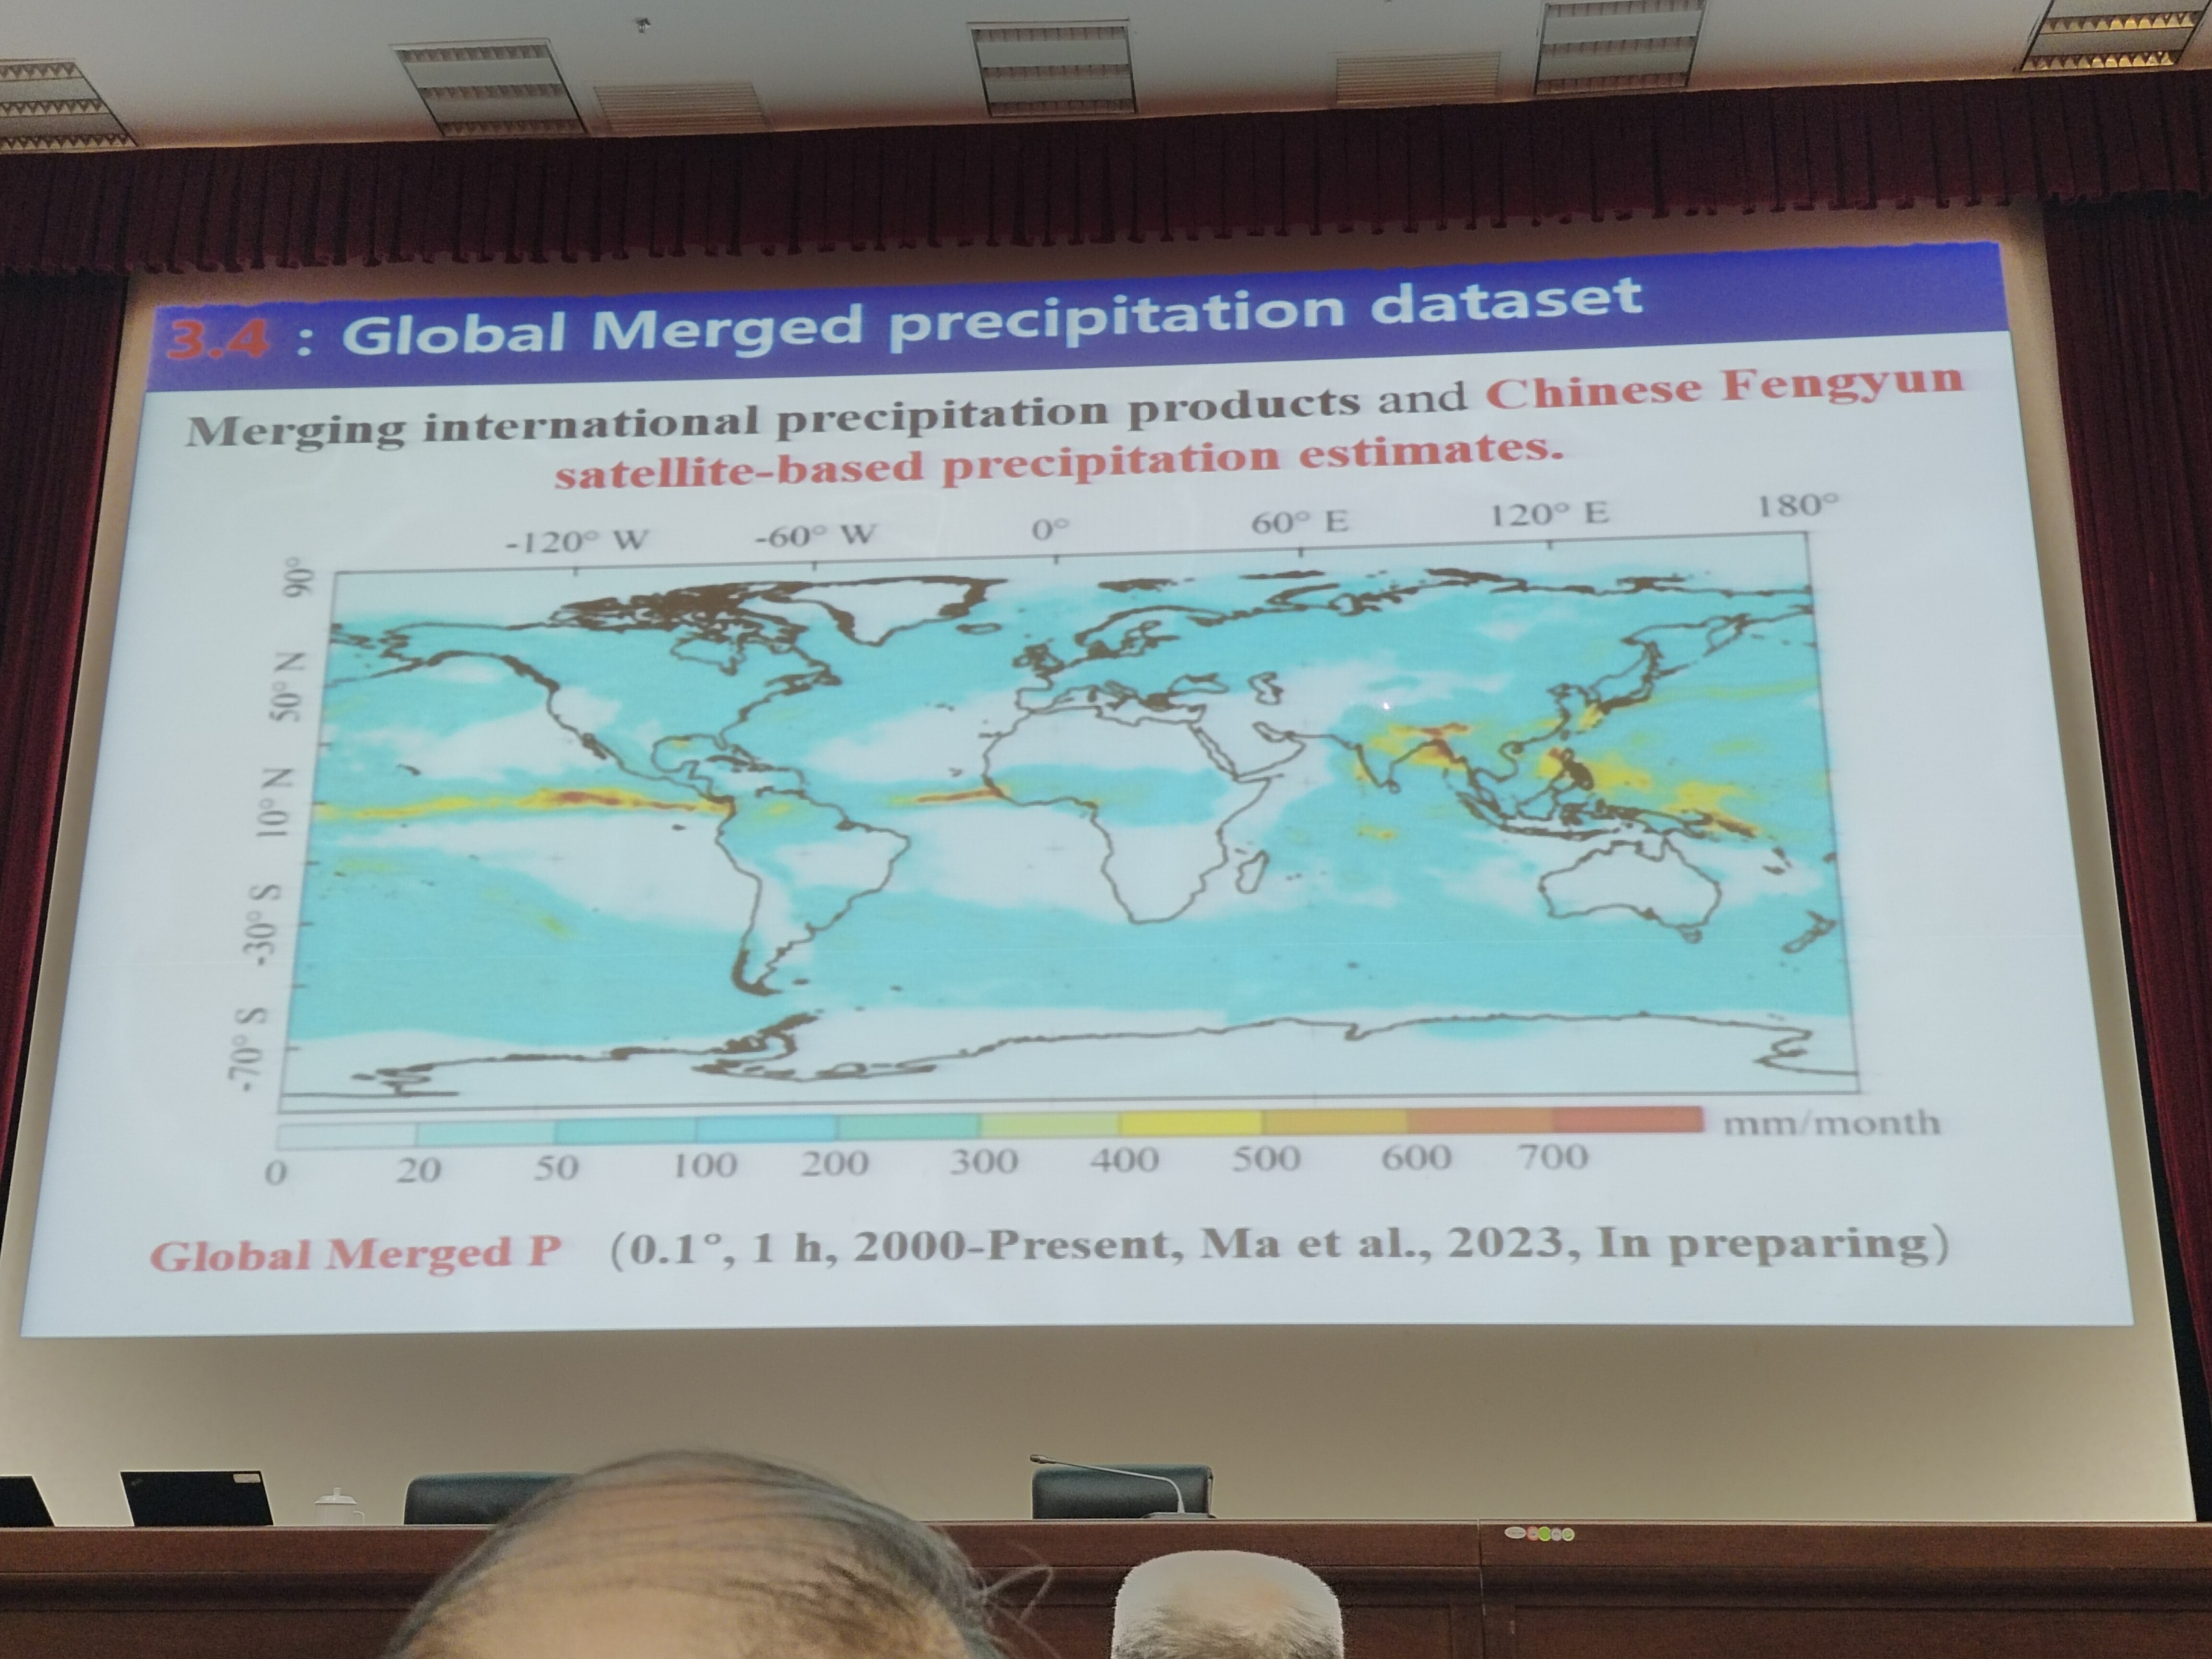 3.4 : Global Merged precipitation dataset
Merging international precipitation products and Chinese Fengyun
satellite-based precipitation estimates.
-120° W -60° W 0° 60° E 120° E 180°
90°
50° N
10° N
-30° S
-70° S
0 20 50 100 200 300 400 500 600 700 mm/month
Global Merged P (0.1°, 1 h, 2000-Present, Ma et al., 2023, In preparing)